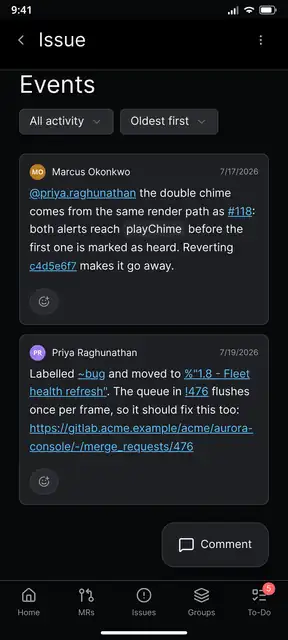 9:41
Issue
Events
All activity
Oldest first
MO Marcus Okonkwo 7/17/2026
@priya.raghunathan the double chime
comes from the same render path as #118:
both alerts reach playChime before the
first one is marked as heard. Reverting
c4d5e6f7 makes it go away.
PR Priya Raghunathan 7/19/2026
Labelled ~bug and moved to %"1.8 - Fleet
health refresh". The queue in !476 flushes
once per frame, so it should fix this too:
https://gitlab.acme.example/acme/aurora-
console/-/merge_requests/476
Comment
5
Home MRs Issues Groups To-Do